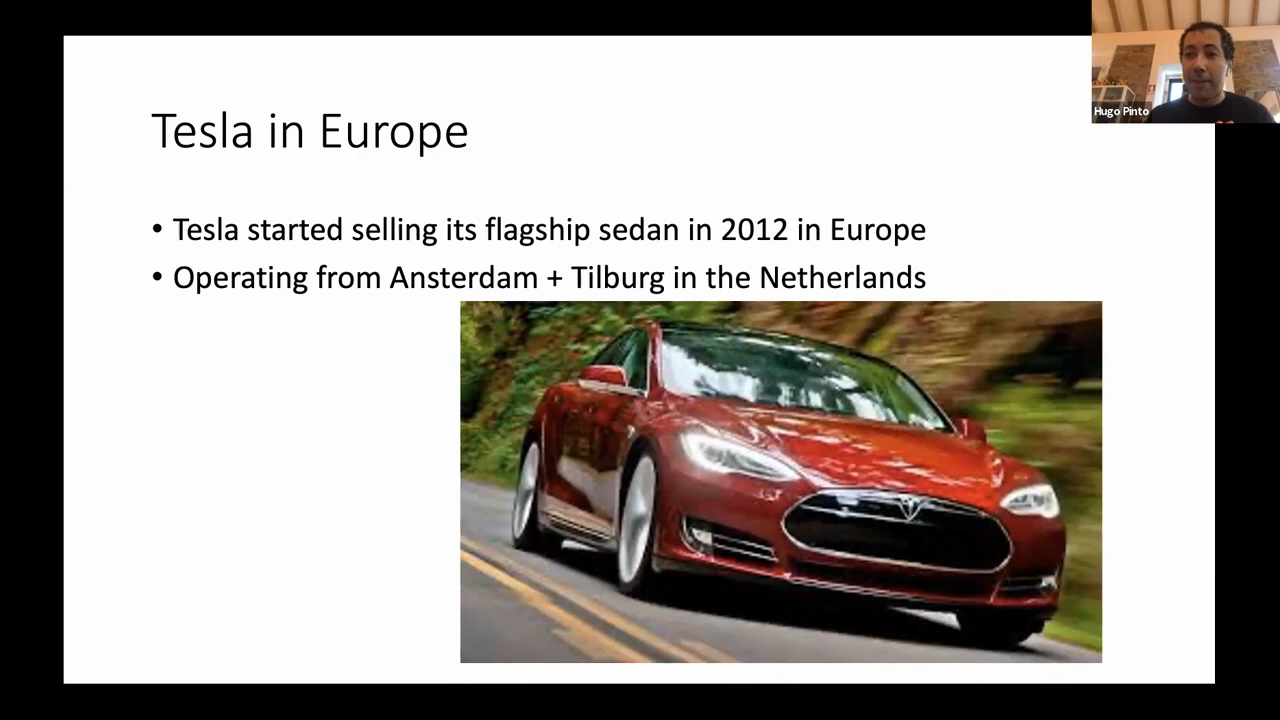 Hugo Pinto
Tesla in Europe
• Tesla started selling its flagship sedan in 2012 in Europe
• Operating from Ansterdam + Tilburg in the Netherlands